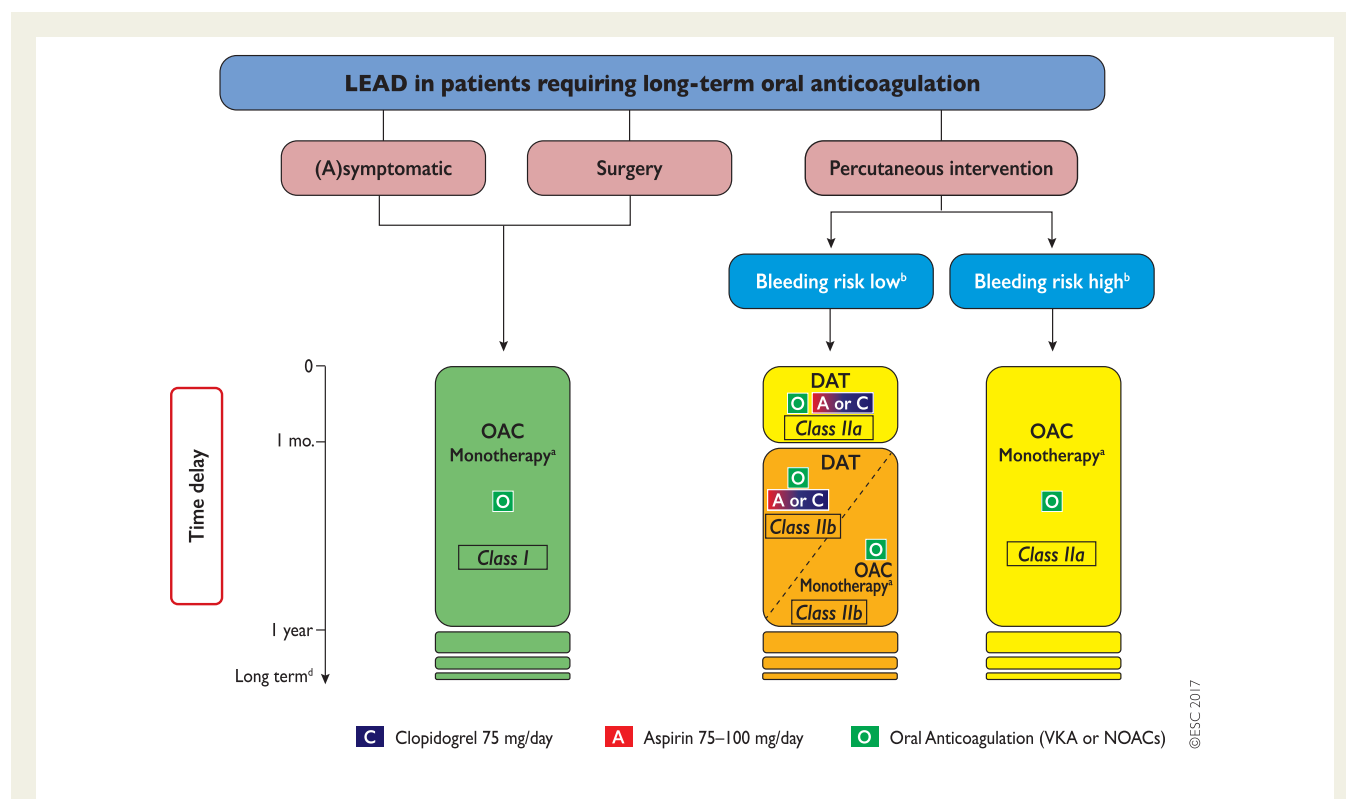 LEAD in patients requiring long-term oral anticoagulation
(A)symptomatic
Surgery
Percutaneous intervention
Bleeding risk lowᵇ
Bleeding risk highᵇ
Time delay
0
1 mo.
1 year
Long termᵈ
OAC
Monotherapyᵃ
O
Class I
DAT
O A or C
Class IIa
DAT
O
A or C
Class IIb
O
OAC
Monotherapyᵃ
Class IIb
OAC
Monotherapyᵃ
O
Class IIa
C Clopidogrel 75 mg/day
A Aspirin 75–100 mg/day
O Oral Anticoagulation (VKA or NOACs)
©ESC 2017